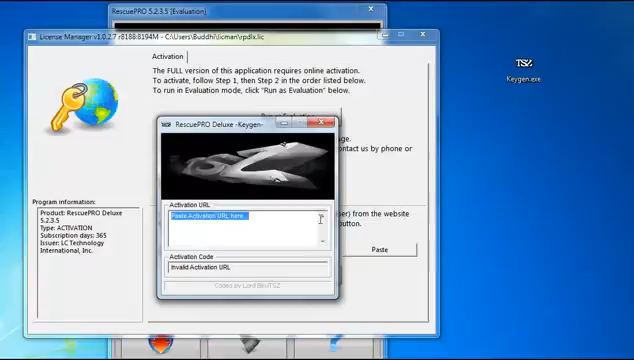 RescuePRO 5.2.3.5 [Evaluation]
License Manager v1.0.2.7 r8188:8194M - C:\Users\Buddhi\licman\rpdlx.lic
Activation
The FULL version of this application requires online activation.
To activate, follow Step 1, then Step 2 in the order listed below.
To run in Evaluation mode, click "Run as Evaluation" below.
TSZ
Keygen.exe
RescuePRO Deluxe -Keygen-
contact us by phone or
Activation URL
Paste Activation URL here...
from the website
button.
Paste
Activation Code
Invalid Activation URL
Codes by Lord BlutTSZ
Program information:
Product: RescuePRO Deluxe
5.2.3.5
Type: ACTIVATION
Subscription days: 365
Issuer: LC Technology
International, Inc.